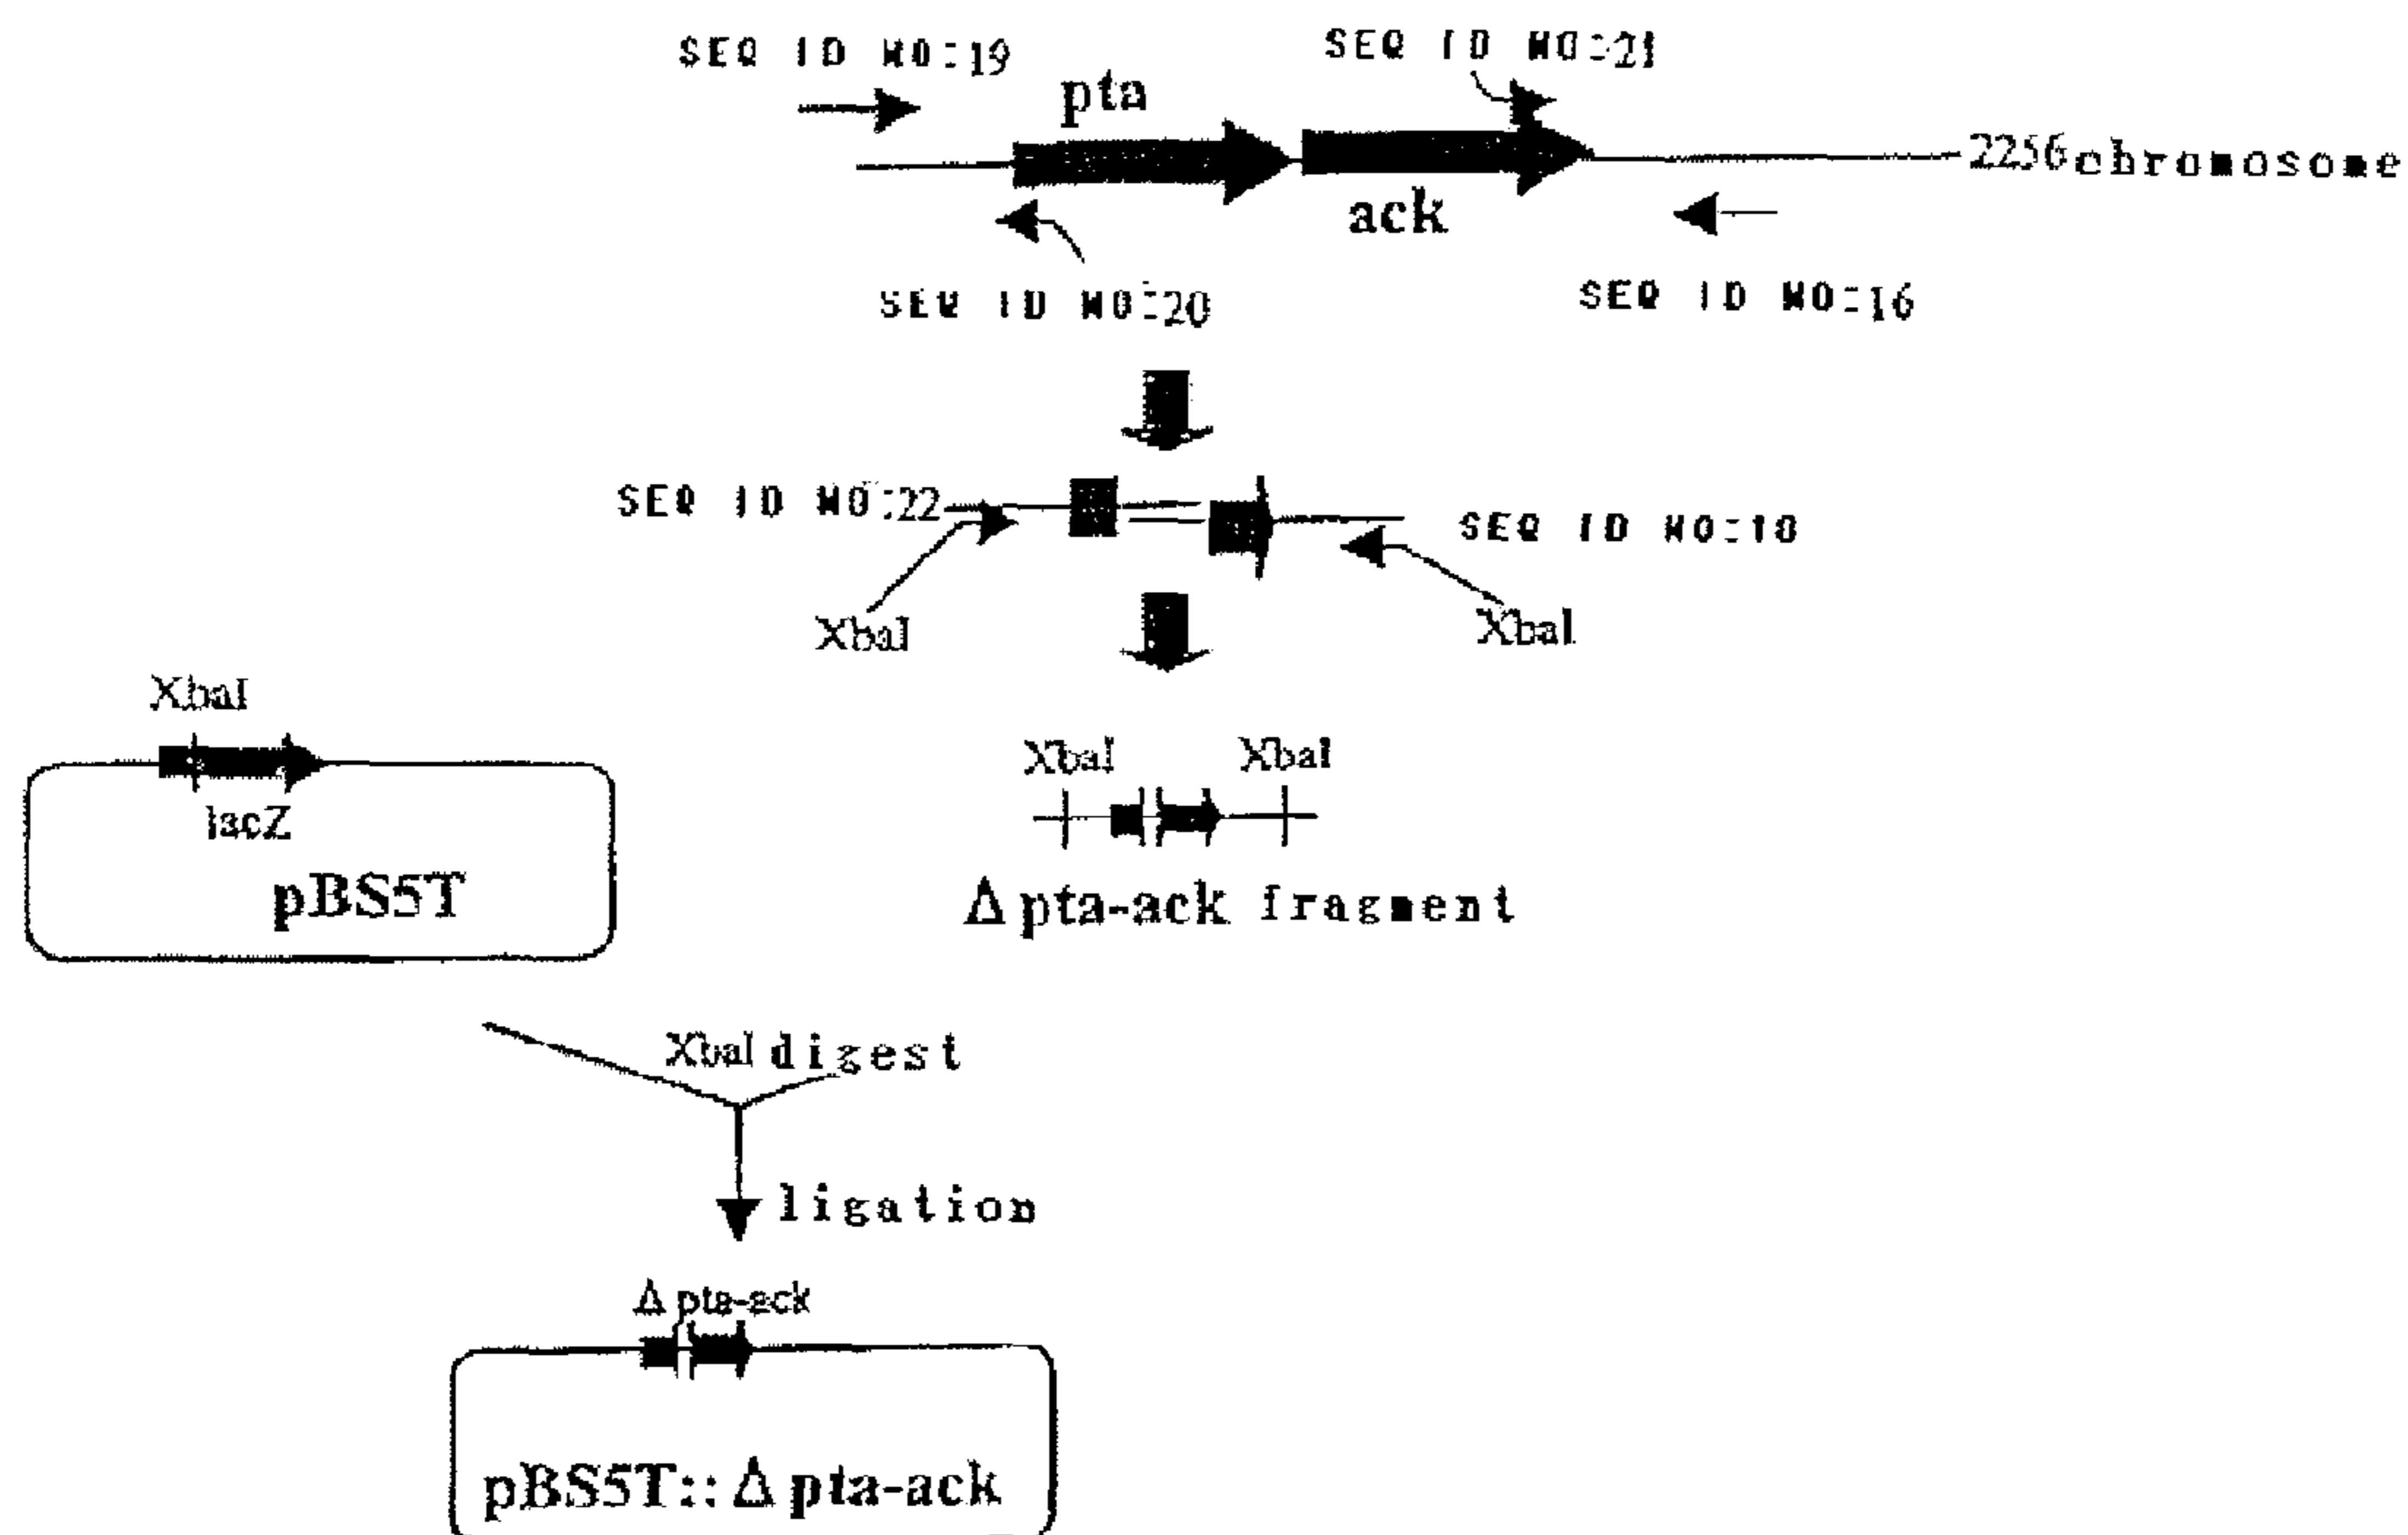 SEQ ID NO:19
SEQ ID NO:21
pta
2256 chromosome
ack
SEQ ID NO:20
SEQ ID NO:16
SEQ ID NO:22
SEQ ID NO:18
XbaI
XbaI
XbaI
XbaI
XbaI
lacZ
pBS5T
Δpta-ack fragment
XbaI digest
ligation
Δpta-ack
pBS5T::Δpta-ack